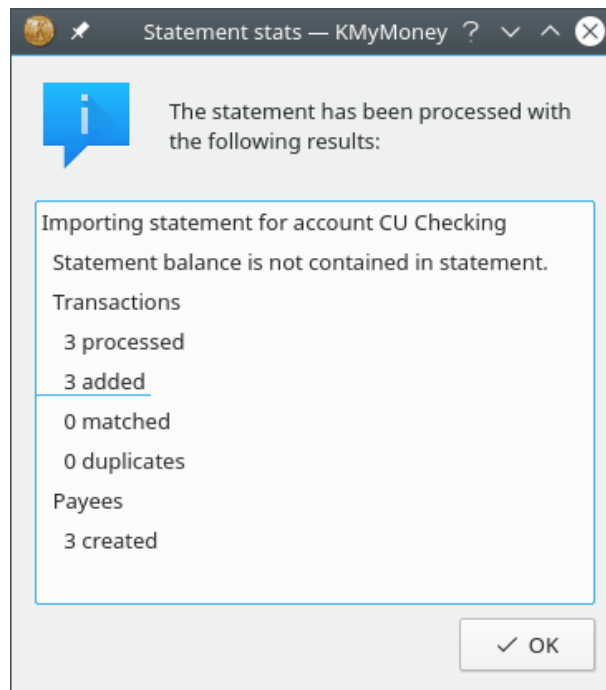 Statement stats — KMyMoney
The statement has been processed with
the following results:
Importing statement for account CU Checking
Statement balance is not contained in statement.
Transactions
3 processed
3 added
0 matched
0 duplicates
Payees
3 created
OK